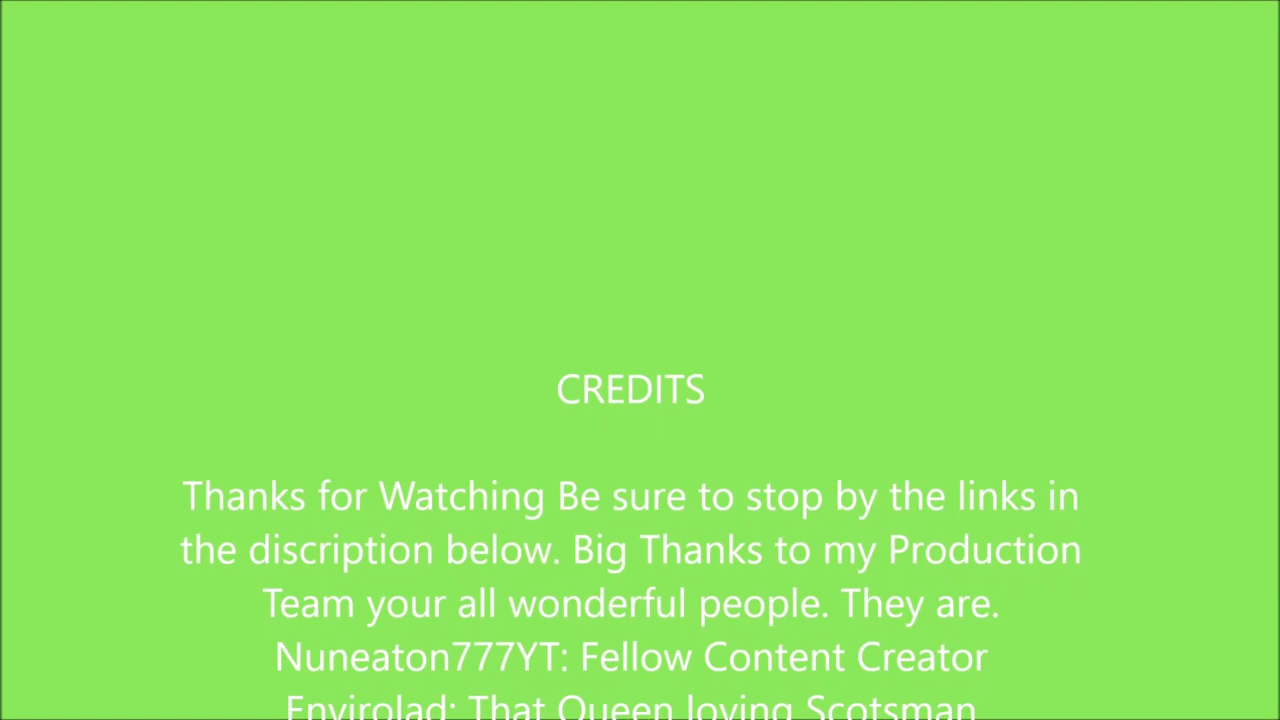 CREDITS
Thanks for Watching Be sure to stop by the links in
the discription below. Big Thanks to my Production
Team your all wonderful people. They are.
Nuneaton777YT: Fellow Content Creator
Envirolad: That Queen loving Scotsman